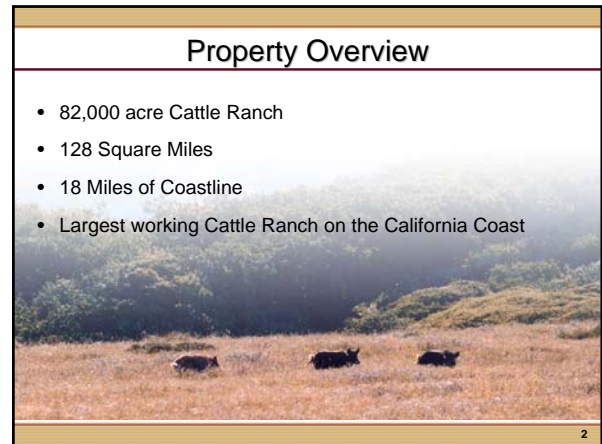 Property Overview
• 82,000 acre Cattle Ranch
• 128 Square Miles
• 18 Miles of Coastline
• Largest working Cattle Ranch on the California Coast
2